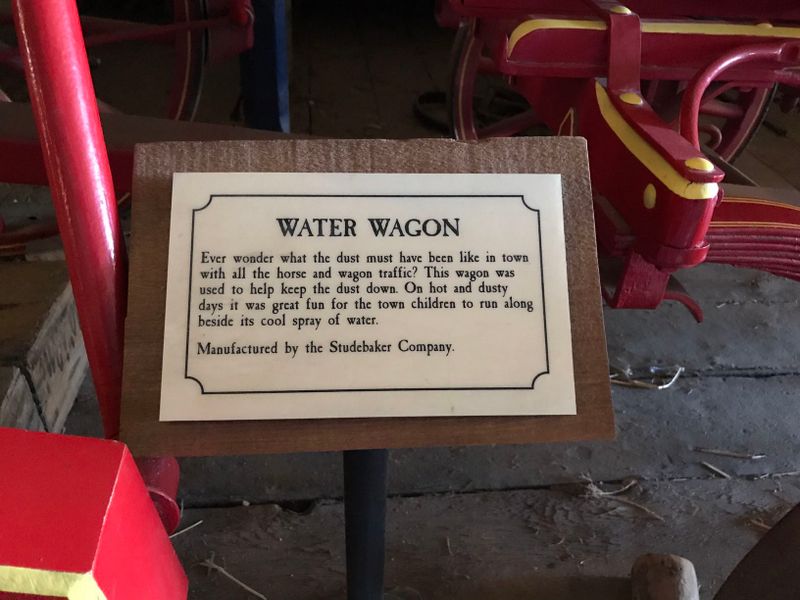 WATER WAGON
Ever wonder what the dust must have been like in town
with all the horse and wagon traffic? This wagon was
used to help keep the dust down. On hot and dusty
days it was great fun for the town children to run along
beside its cool spray of water.
Manufactured by the Studebaker Company.